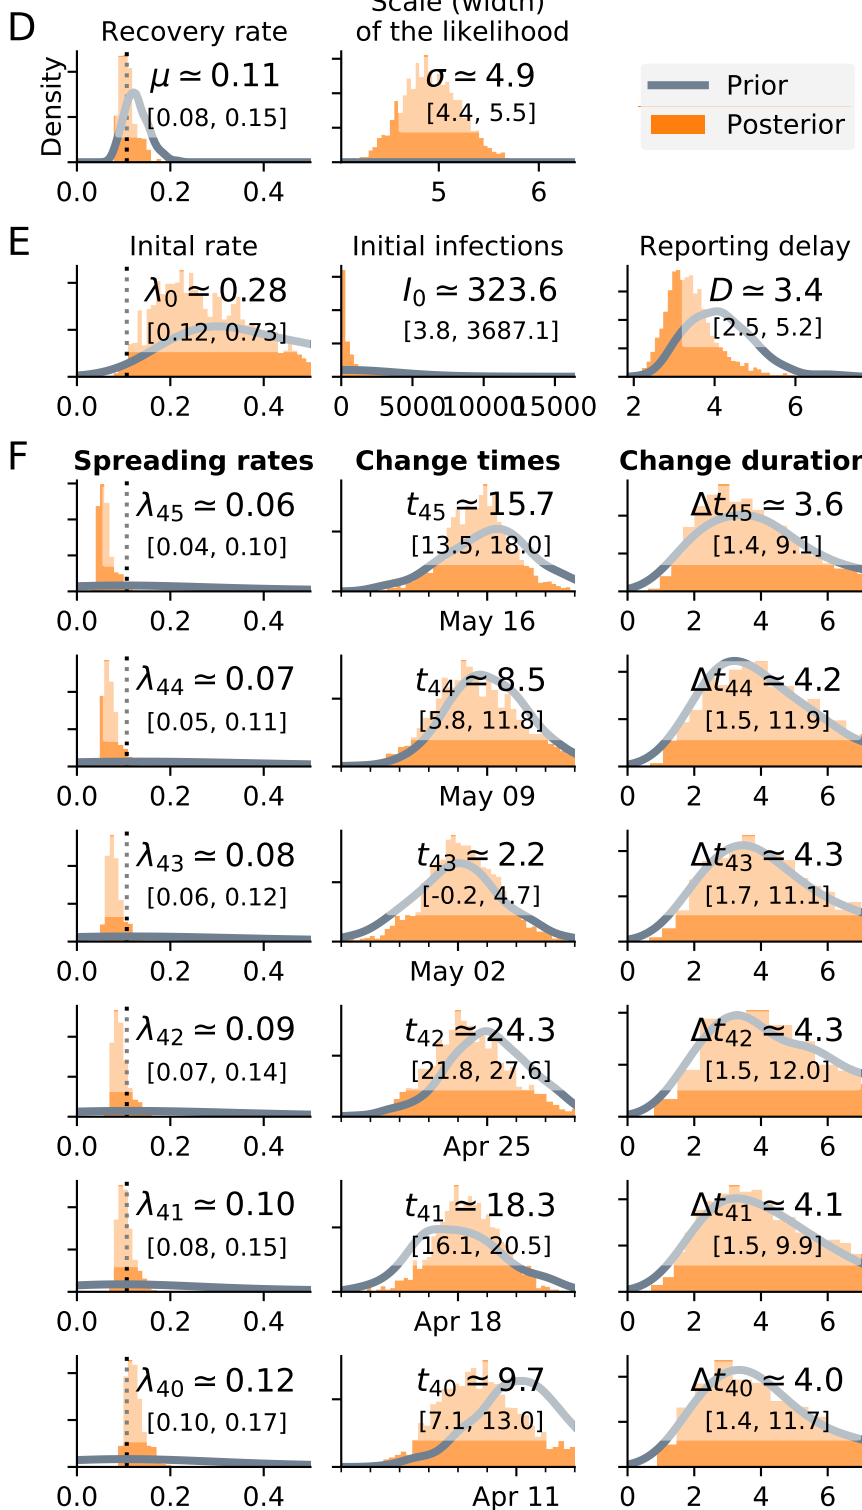 D
Scale (width)
Recovery rate
of the likelihood
Density
μ ≃ 0.11
[0.08, 0.15]
σ ≃ 4.9
[4.4, 5.5]
Prior
Posterior
0.0 0.2 0.4
5 6
E
Inital rate
Initial infections
Reporting delay
λ0 ≃ 0.28
[0.12, 0.73]
I0 ≃ 323.6
[3.8, 3687.1]
D ≃ 3.4
[2.5, 5.2]
0.0 0.2 0.4
0 5000 10000 15000
2 4 6
F
Spreading rates
Change times
Change duration
λ45 ≃ 0.06
[0.04, 0.10]
t45 ≃ 15.7
[13.5, 18.0]
Δt45 ≃ 3.6
[1.4, 9.1]
0.0 0.2 0.4
May 16
0 2 4 6
λ44 ≃ 0.07
[0.05, 0.11]
t44 ≃ 8.5
[5.8, 11.8]
Δt44 ≃ 4.2
[1.5, 11.9]
0.0 0.2 0.4
May 09
0 2 4 6
λ43 ≃ 0.08
[0.06, 0.12]
t43 ≃ 2.2
[-0.2, 4.7]
Δt43 ≃ 4.3
[1.7, 11.1]
0.0 0.2 0.4
May 02
0 2 4 6
λ42 ≃ 0.09
[0.07, 0.14]
t42 ≃ 24.3
[21.8, 27.6]
Δt42 ≃ 4.3
[1.5, 12.0]
0.0 0.2 0.4
Apr 25
0 2 4 6
λ41 ≃ 0.10
[0.08, 0.15]
t41 ≃ 18.3
[16.1, 20.5]
Δt41 ≃ 4.1
[1.5, 9.9]
0.0 0.2 0.4
Apr 18
0 2 4 6
λ40 ≃ 0.12
[0.10, 0.17]
t40 ≃ 9.7
[7.1, 13.0]
Δt40 ≃ 4.0
[1.4, 11.7]
0.0 0.2 0.4
Apr 11
0 2 4 6